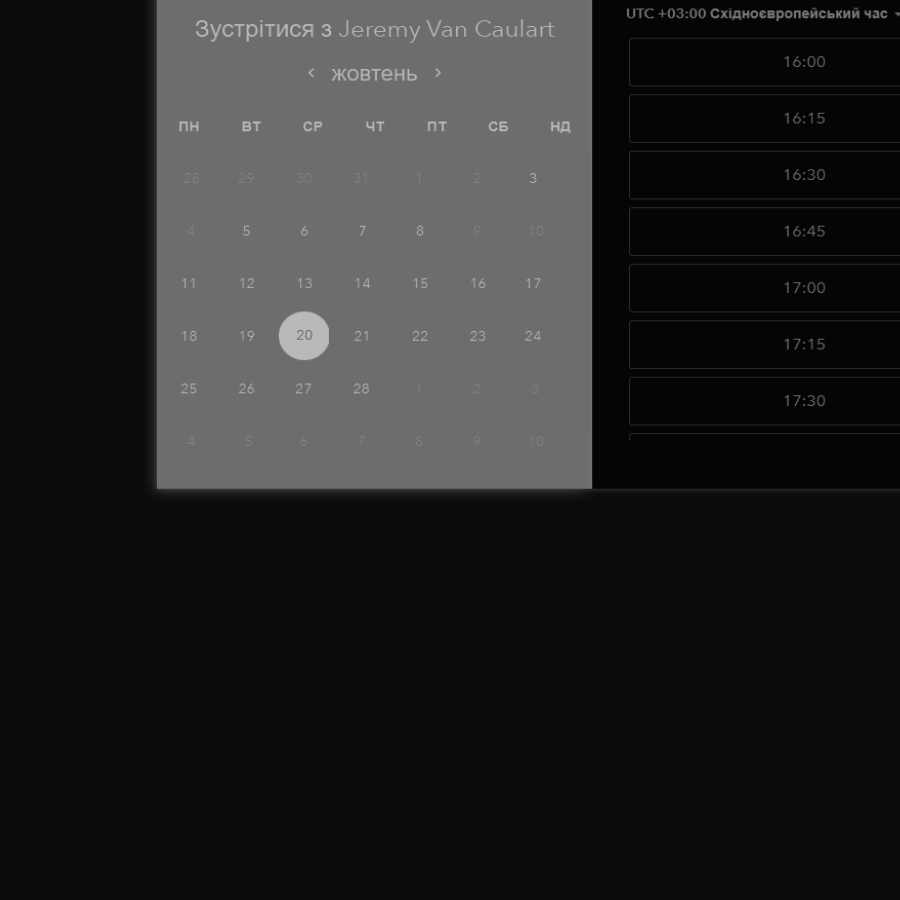 Зустрітися з Jeremy Van Caulart
жовтень
ПН ВТ СР ЧТ ПТ СБ НД
28 29 30 31 1 2 3
4 5 6 7 8 9 10
11 12 13 14 15 16 17
18 19 20 21 22 23 24
25 26 27 28 1 2 3
4 5 6 7 8 9 10
UTC +03:00 Східноєвропейський час
16:00
16:15
16:30
16:45
17:00
17:15
17:30